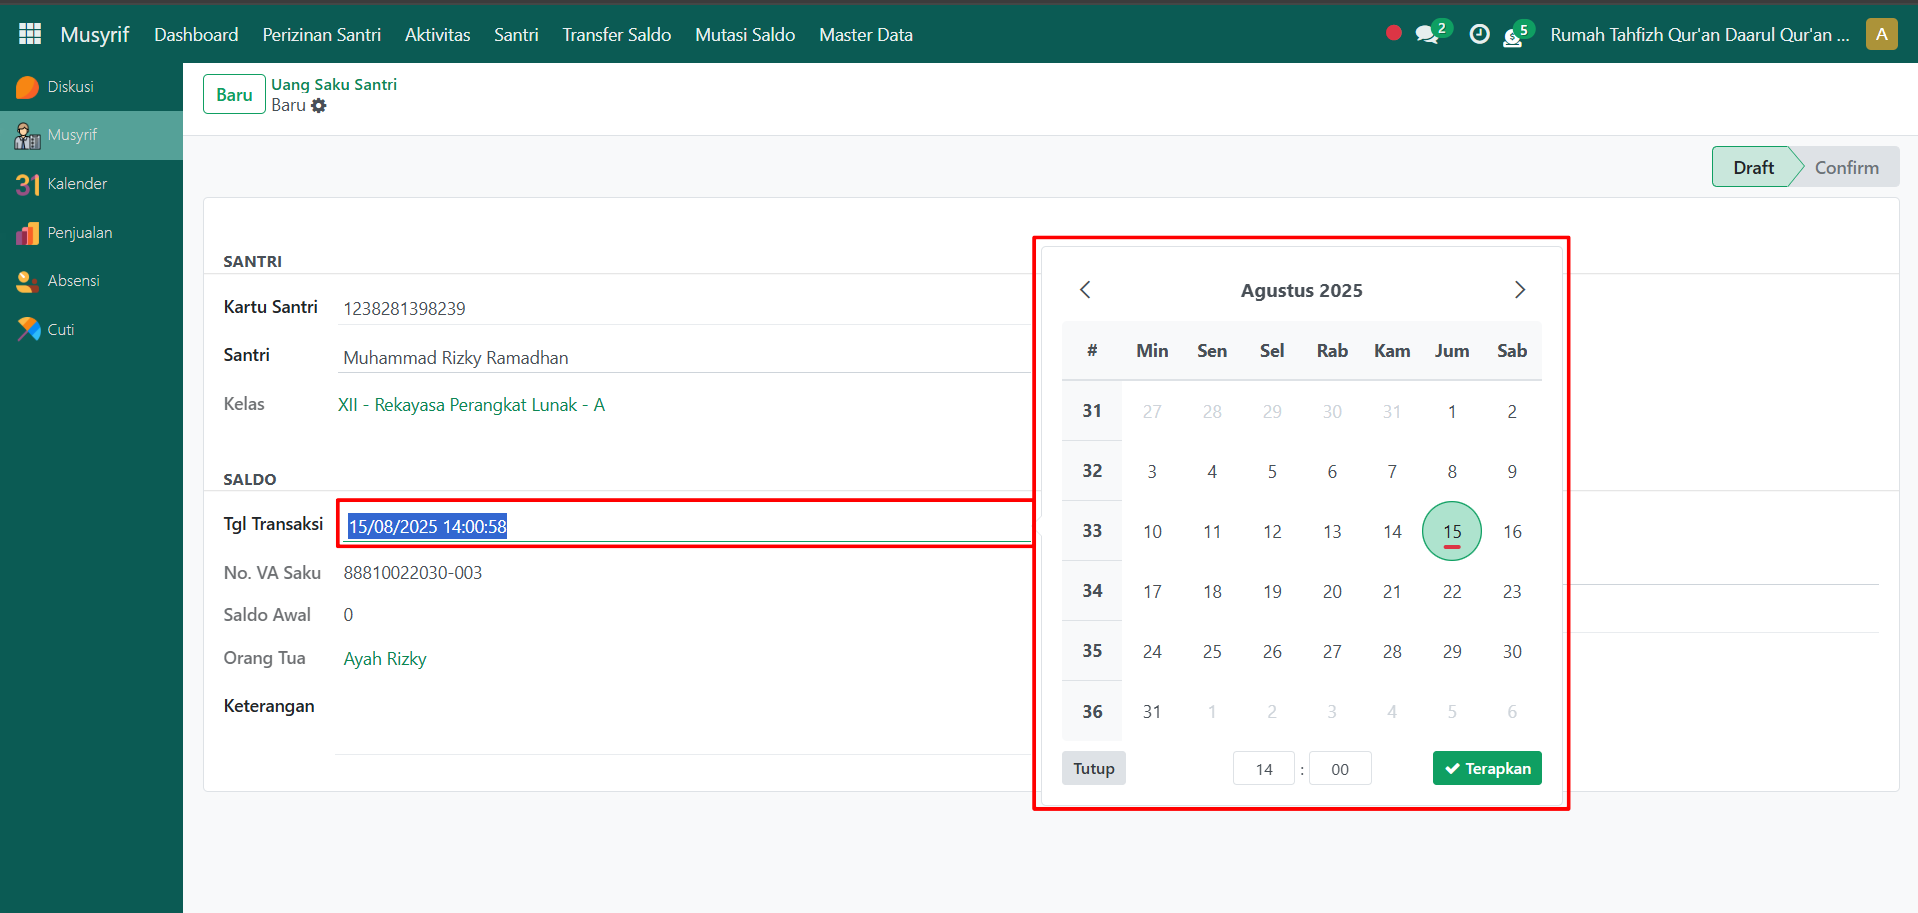 Musyrif Dashboard Perizinan Santri Aktivitas Santri Transfer Saldo Mutasi Saldo Master Data 2 5 Rumah Tahfizh Qur'an Daarul Qur'an ... A
Diskusi
Musyrif
31 Kalender
Penjualan
Absensi
Cuti
Baru
Uang Saku Santri
Baru
Draft Confirm
SANTRI
Kartu Santri 1238281398239
Santri Muhammad Rizky Ramadhan
Kelas XII - Rekayasa Perangkat Lunak - A
SALDO
Tgl Transaksi 15/08/2025 14:00:58
No. VA Saku 88810022030-003
Saldo Awal 0
Orang Tua Ayah Rizky
Keterangan
Agustus 2025
# Min Sen Sel Rab Kam Jum Sab
31 27 28 29 30 31 1 2
32 3 4 5 6 7 8 9
33 10 11 12 13 14 15 16
34 17 18 19 20 21 22 23
35 24 25 26 27 28 29 30
36 31 1 2 3 4 5 6
Tutup 14 : 00 Terapkan